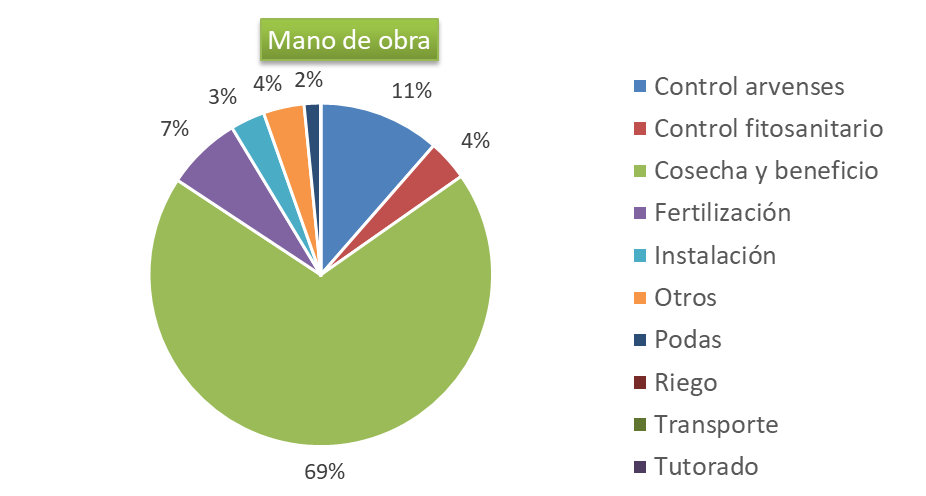 Mano de obra
11%
4%
69%
7%
3%
4%
2%
Control arvenses
Control fitosanitario
Cosecha y beneficio
Fertilización
Instalación
Otros
Podas
Riego
Transporte
Tutorado